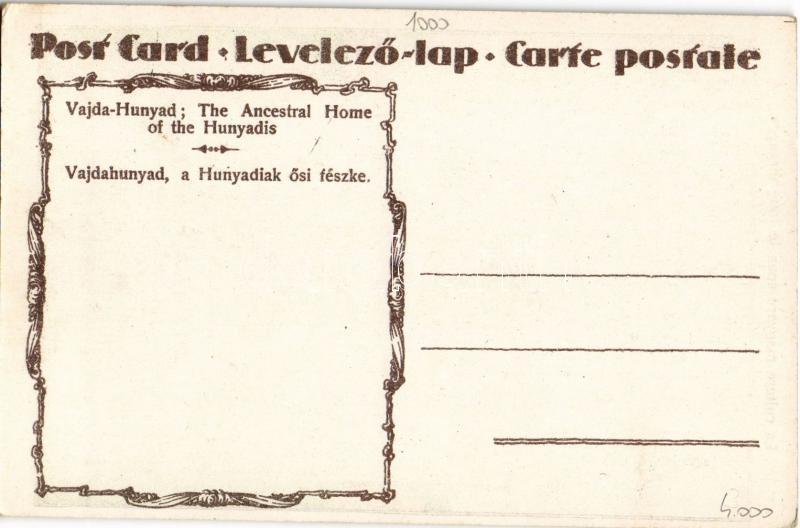 1000
Post Card • Levelező-lap • Carte postale
Vajda-Hunyad; The Ancestral Home
of the Hunyadis
Vajdahunyad, a Hunyadiak ősi fészke.
4.000